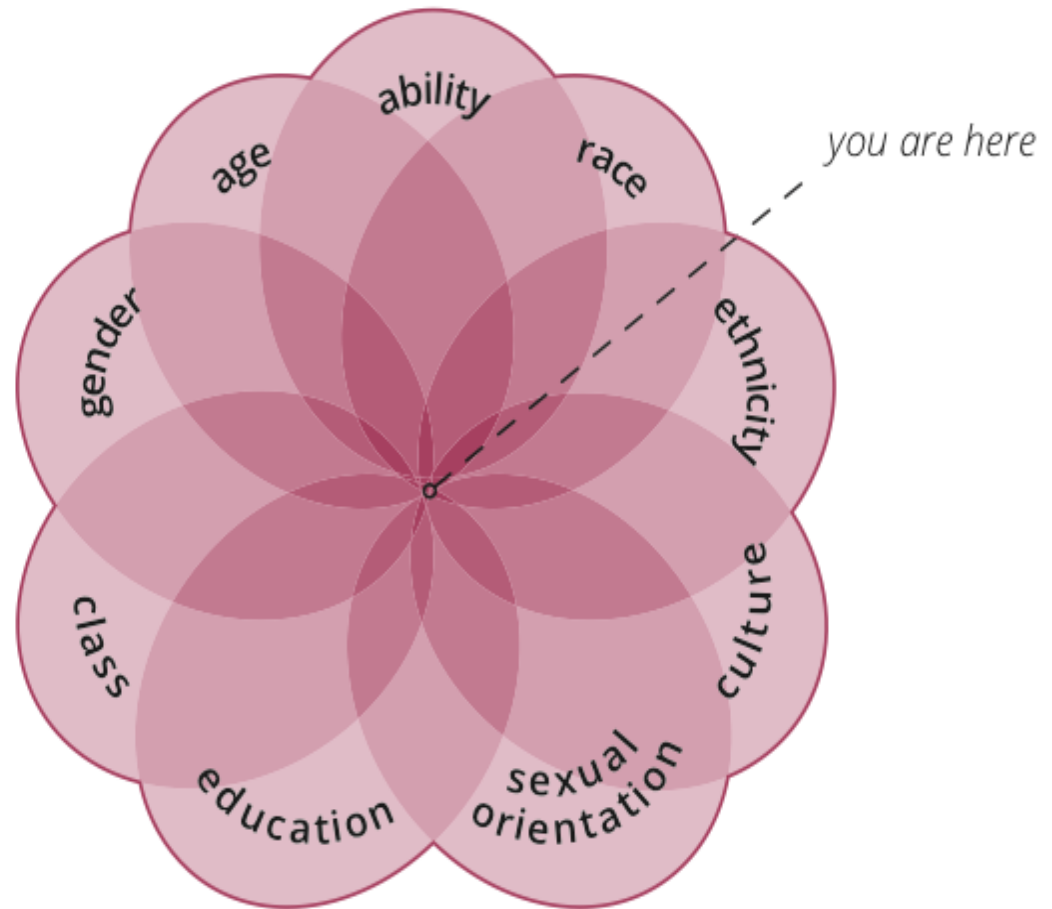 ability
age
race
you are here
gender
ethnicity
class
culture
education
sexual
orientation